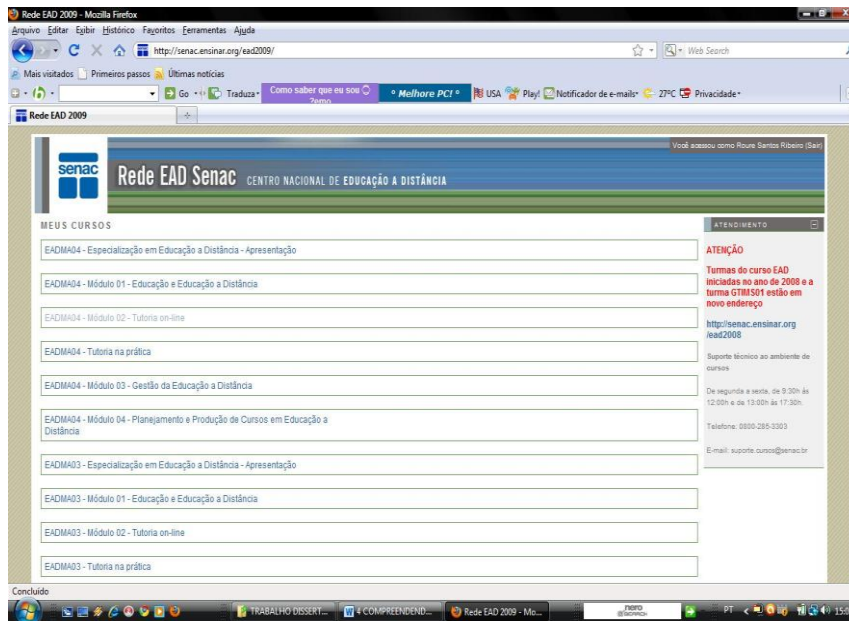 Rede EAD 2009 - Mozilla Firefox
Arquivo Editar Exibir Histórico Favoritos Ferramentas Ajuda
http://senac.ensinar.org/ead2009/
Web Search
Mais visitados Primeiros passos Últimas notícias
Go Traduza Como saber que eu sou ° Melhore PC! ° USA Play! Notificador de e-mails 27ºC Privacidade
Rede EAD 2009
Você acessou como Roure Santos Ribeiro (Sair)
senac
Rede EAD Senac CENTRO NACIONAL DE EDUCAÇÃO A DISTÂNCIA
MEUS CURSOS
EADMA04 - Especialização em Educação a Distância - Apresentação
EADMA04 - Módulo 01 - Educação e Educação a Distância
EADMA04 - Módulo 02 - Tutoria on-line
EADMA04 - Tutoria na prática
EADMA04 - Módulo 03 - Gestão da Educação a Distância
EADMA04 - Módulo 04 - Planejamento e Produção de Cursos em Educação a
Distância
EADMA03 - Especialização em Educação a Distância - Apresentação
EADMA03 - Módulo 01 - Educação e Educação a Distância
EADMA03 - Módulo 02 - Tutoria on-line
EADMA03 - Tutoria na prática
ATENDIMENTO
ATENÇÃO
Turmas do curso EAD
iniciadas no ano de 2008 e a
turma GTIMS01 estão em
novo endereço
http://senac.ensinar.org
/ead2008
Suporte técnico ao ambiente de
cursos
De segunda a sexta, de 9:30h às
12:00h e de 13:00h às 17:30h.
Telefone: 0800-285-3303
E-mail: suporte.cursos@senac.br
Concluído
TRABALHO DISSERT... 4 COMPREENDEND... Rede EAD 2009 - Mo... nero SEARCH PT